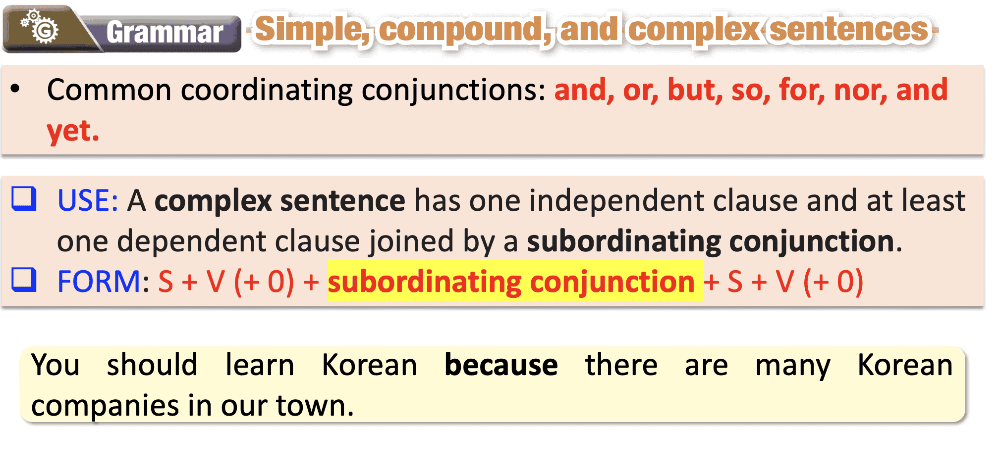 G Grammar Simple, compound, and complex sentences
• Common coordinating conjunctions: and, or, but, so, for, nor, and
yet.
❑ USE: A complex sentence has one independent clause and at least
one dependent clause joined by a subordinating conjunction.
❑ FORM: S + V (+ 0) + subordinating conjunction + S + V (+ 0)
You should learn Korean because there are many Korean
companies in our town.